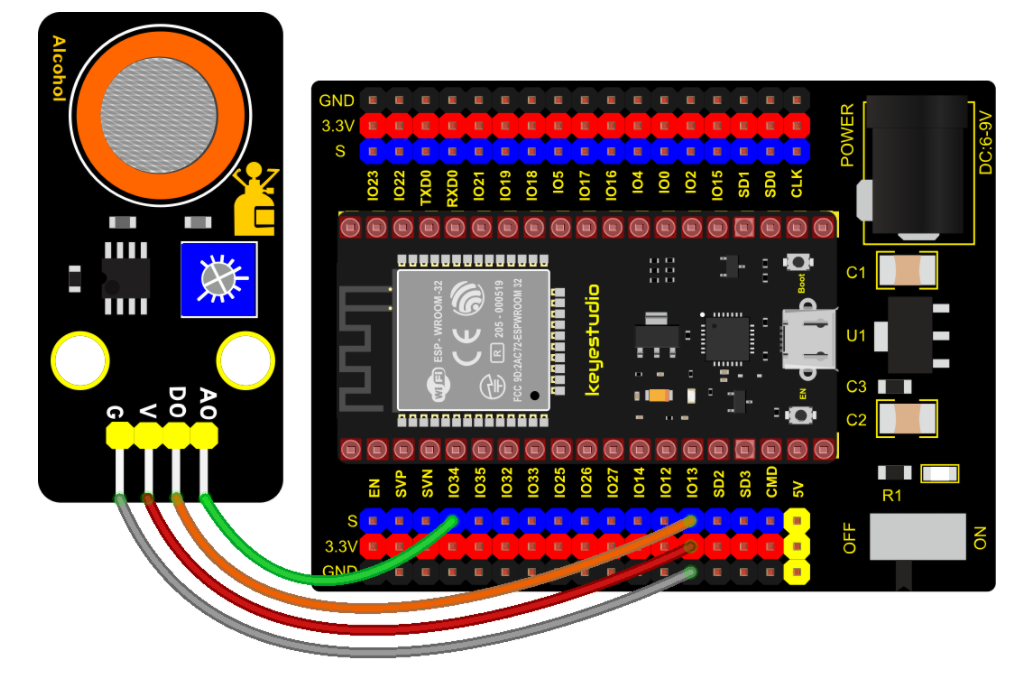 Alcohol
G
V
DO
AO
GND
3.3V
S
IO23
IO22
TXD0
RXD0
IO21
IO19
IO18
IO5
IO17
IO16
IO4
IO0
IO2
IO15
SD1
SD0
CLK
POWER
DC:6-9V
ESP - WROOM -32
WiFi
CE
R 205 - 000519
FCC 9D:2AC72-ESPWROOM 32
keyestudio
Boot
EN
C1
U1
C3
C2
R1
EN
SVP
SVN
IO34
IO35
IO32
IO33
IO25
IO26
IO27
IO14
IO12
IO13
SD2
SD3
CMD
5V
S
3.3V
GND
OFF
ON